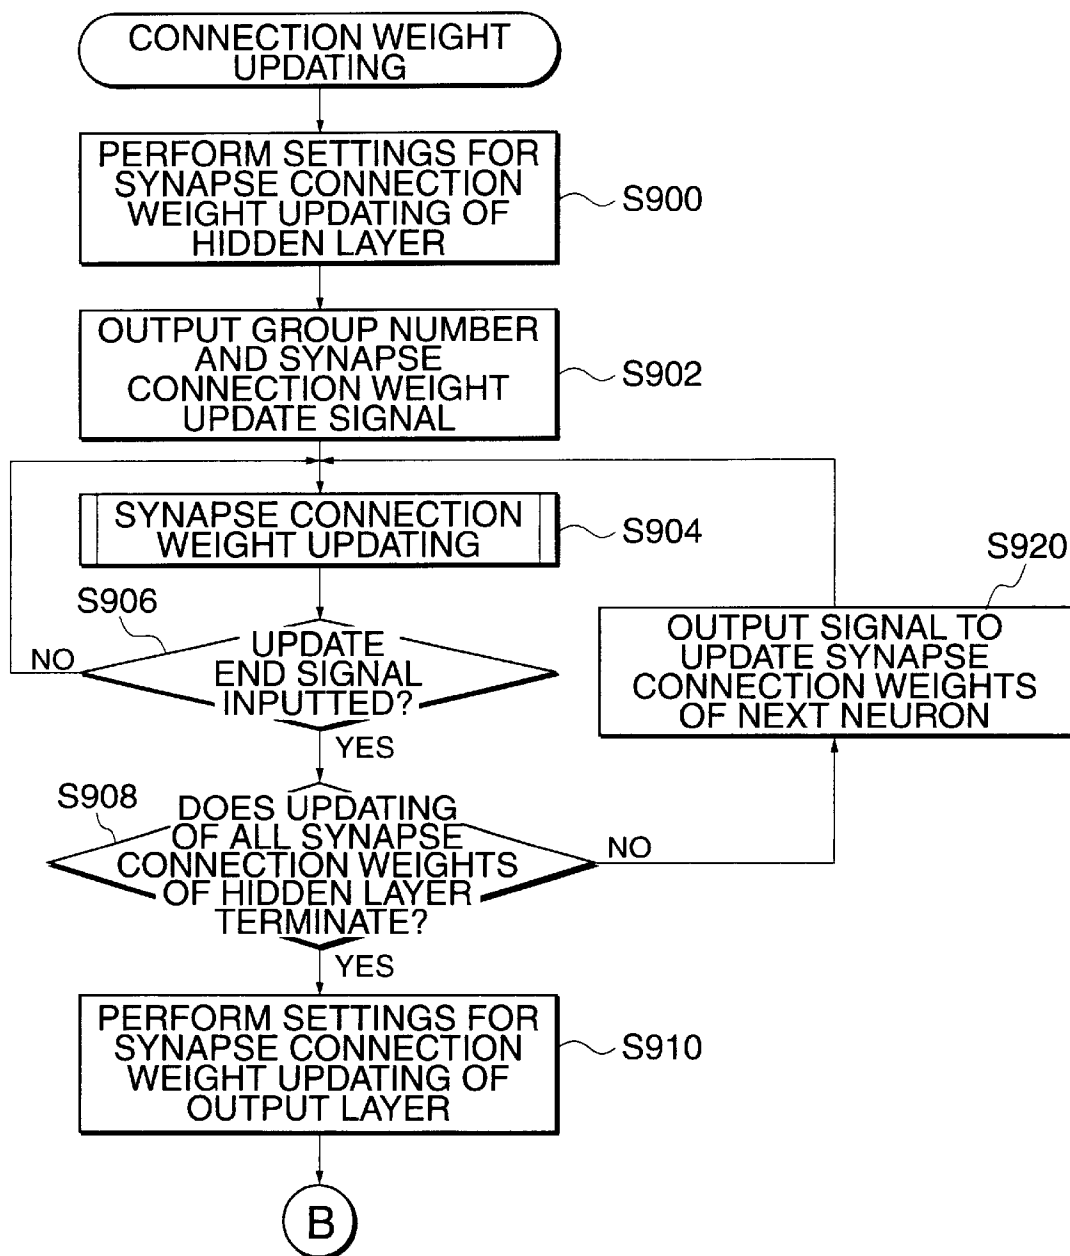 CONNECTION WEIGHT
UPDATING
PERFORM SETTINGS FOR
SYNAPSE CONNECTION
WEIGHT UPDATING OF
HIDDEN LAYER
S900
OUTPUT GROUP NUMBER
AND SYNAPSE
CONNECTION WEIGHT
UPDATE SIGNAL
S902
SYNAPSE CONNECTION
WEIGHT UPDATING
S904
S906
UPDATE
END SIGNAL
INPUTTED?
NO
YES
S920
OUTPUT SIGNAL TO
UPDATE SYNAPSE
CONNECTION WEIGHTS
OF NEXT NEURON
S908
DOES UPDATING
OF ALL SYNAPSE
CONNECTION WEIGHTS
OF HIDDEN LAYER
TERMINATE?
NO
YES
PERFORM SETTINGS FOR
SYNAPSE CONNECTION
WEIGHT UPDATING OF
OUTPUT LAYER
S910
B